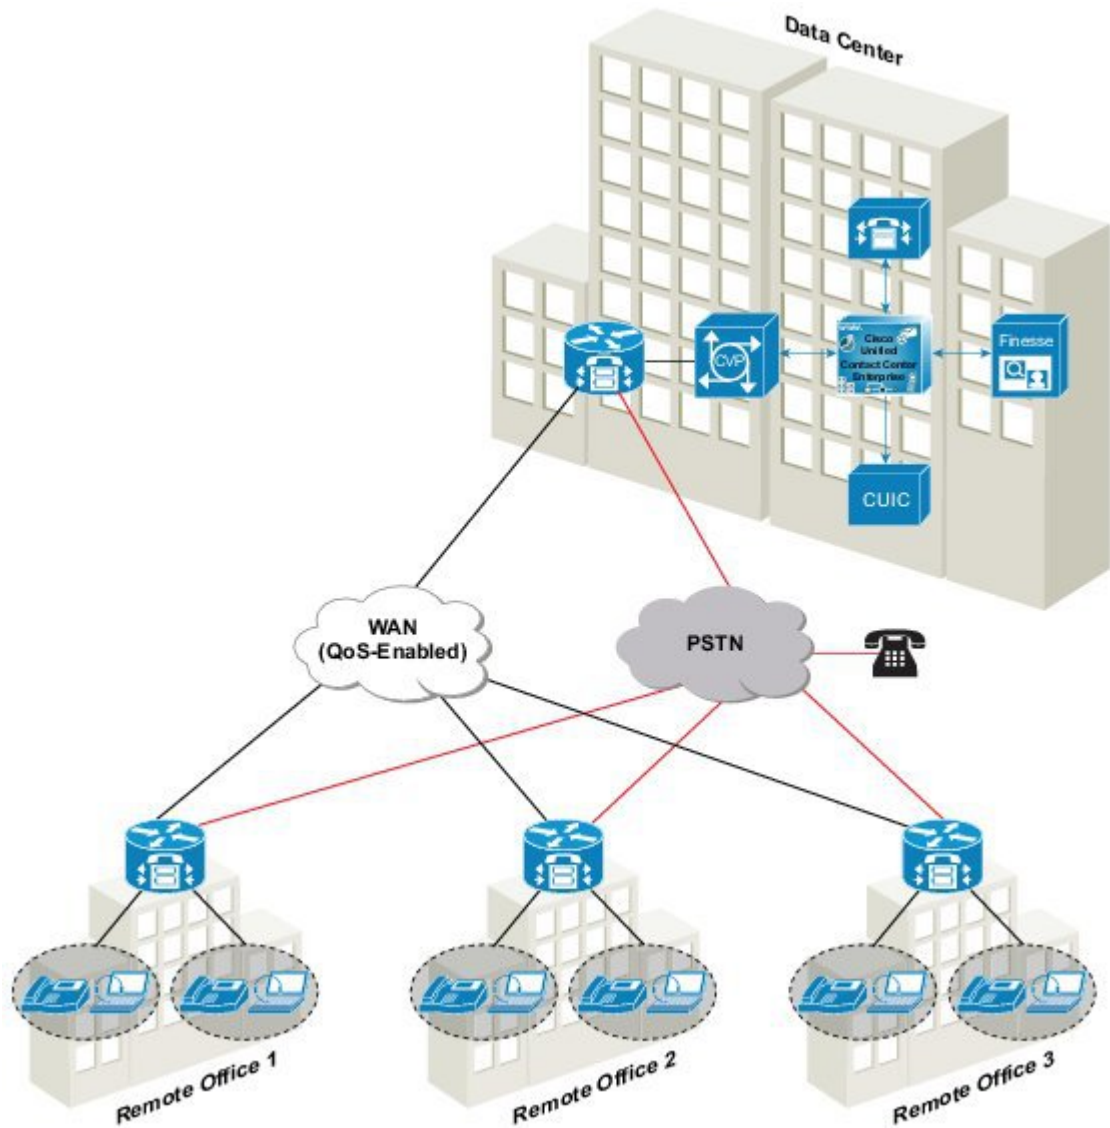 Data Center
CVP
Cisco
Unified
Contact Center
Enterprise
Finesse
CUIC
WAN
(QoS-Enabled)
PSTN
Remote Office 1
Remote Office 2
Remote Office 3